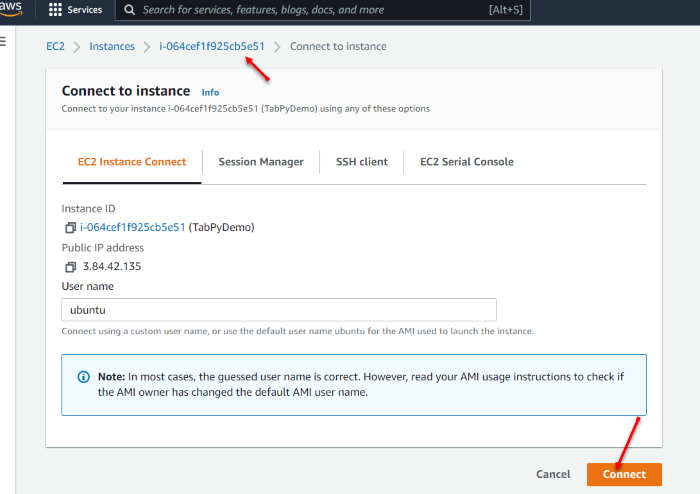 aws
Services
Search for services, features, blogs, docs, and more
[Alt+S]
EC2 > Instances > i-064cef1f925cb5e51 > Connect to instance
Connect to instance Info
Connect to your instance i-064cef1f925cb5e51 (TabPyDemo) using any of these options
EC2 Instance Connect
Session Manager
SSH client
EC2 Serial Console
Instance ID
i-064cef1f925cb5e51 (TabPyDemo)
Public IP address
3.84.42.135
User name
ubuntu
Connect using a custom user name, or use the default user name ubuntu for the AMI used to launch the instance.
Note: In most cases, the guessed user name is correct. However, read your AMI usage instructions to check if
the AMI owner has changed the default AMI user name.
Cancel
Connect